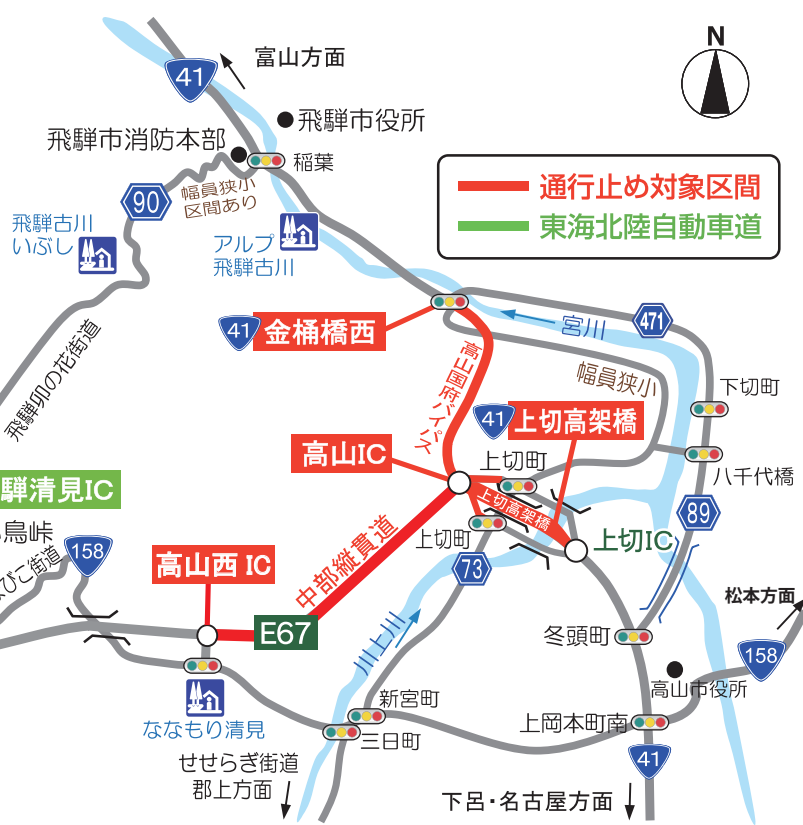 N
41
富山方面
飛騨市役所
飛騨市消防本部
稲葉
幅員狭小
区間あり
90
飛騨古川
いぶし
アルプ
飛騨古川
通行止め対象区間
東海北陸自動車道
41
金桶橋西
宮川
471
高山国府バイパス
幅員狭小
飛騨卯の花街道
下切町
41
上切高架橋
高山IC
上切町
八千代橋
騨清見IC
上切高架橋
89
鳥峠
上切町
上切IC
158
びこ街道
中部縦貫道
73
高山西 IC
松本方面
E67
川上川
冬頭町
158
高山市役所
新宮町
ななもり清見
上岡本町南
三日町
せせらぎ街道
郡上方面
41
下呂・名古屋方面